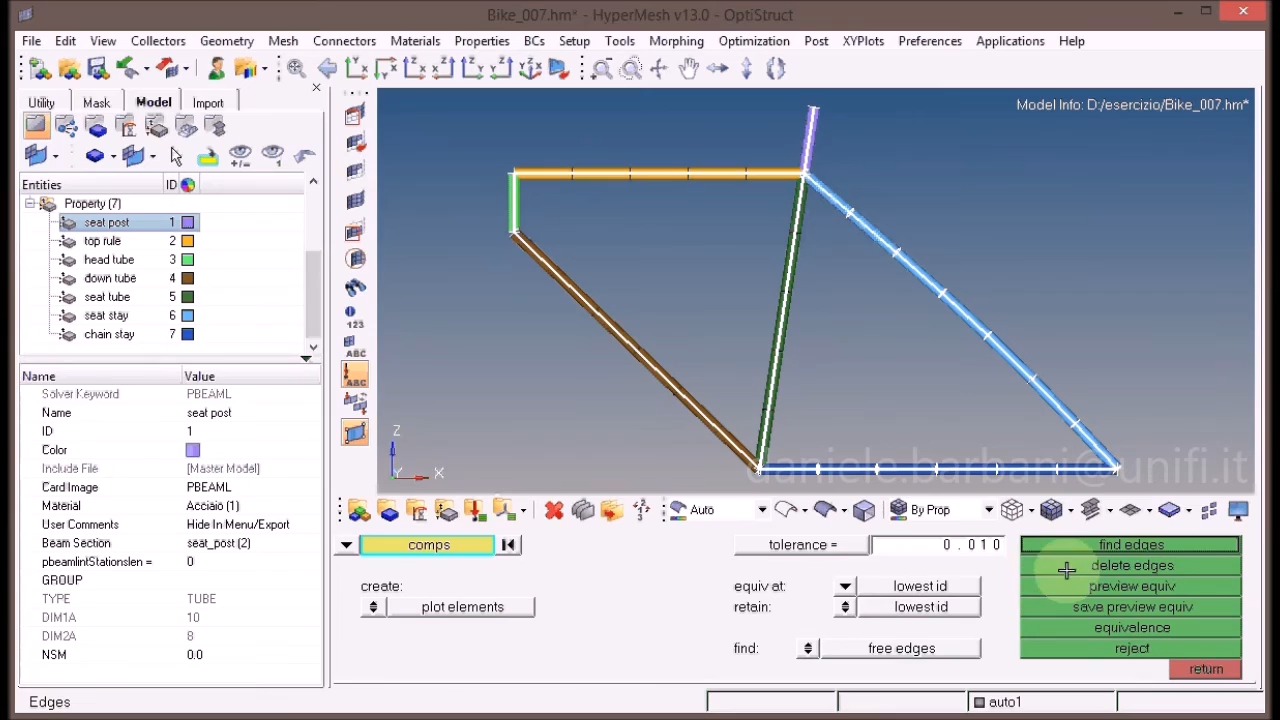 Bike_007.hm* - HyperMesh v13.0 - OptiStruct
File Edit View Collectors Geometry Mesh Connectors Materials Properties BCs Setup Tools Morphing Optimization Post XYPlots Preferences Applications Help
Utility Mask Model Import
Model Info: D:/esercizio/Bike_007.hm*
Entities ID
Property (7)
seat post 1
top rule 2
head tube 3
down tube 4
seat tube 5
seat stay 6
chain stay 7
Name Value
Solver Keyword PBEAML
Name seat post
ID 1
Color
Include File [Master Model]
Card Image PBEAML
Material Acciaio (1)
User Comments Hide In Menu/Export
Beam Section seat_post (2)
pbeamlntStationslen = 0
GROUP
TYPE TUBE
DIM1A 10
DIM2A 8
NSM 0.0
123
ABC
ABC
Z
Y X
daniele.barbani@unifi.it
Auto By Prop
comps tolerance = 0.010 find edges
delete edges
create: equiv at: lowest id preview equiv
plot elements retain: lowest id save preview equiv
equivalence
find: free edges reject
return
Edges auto1